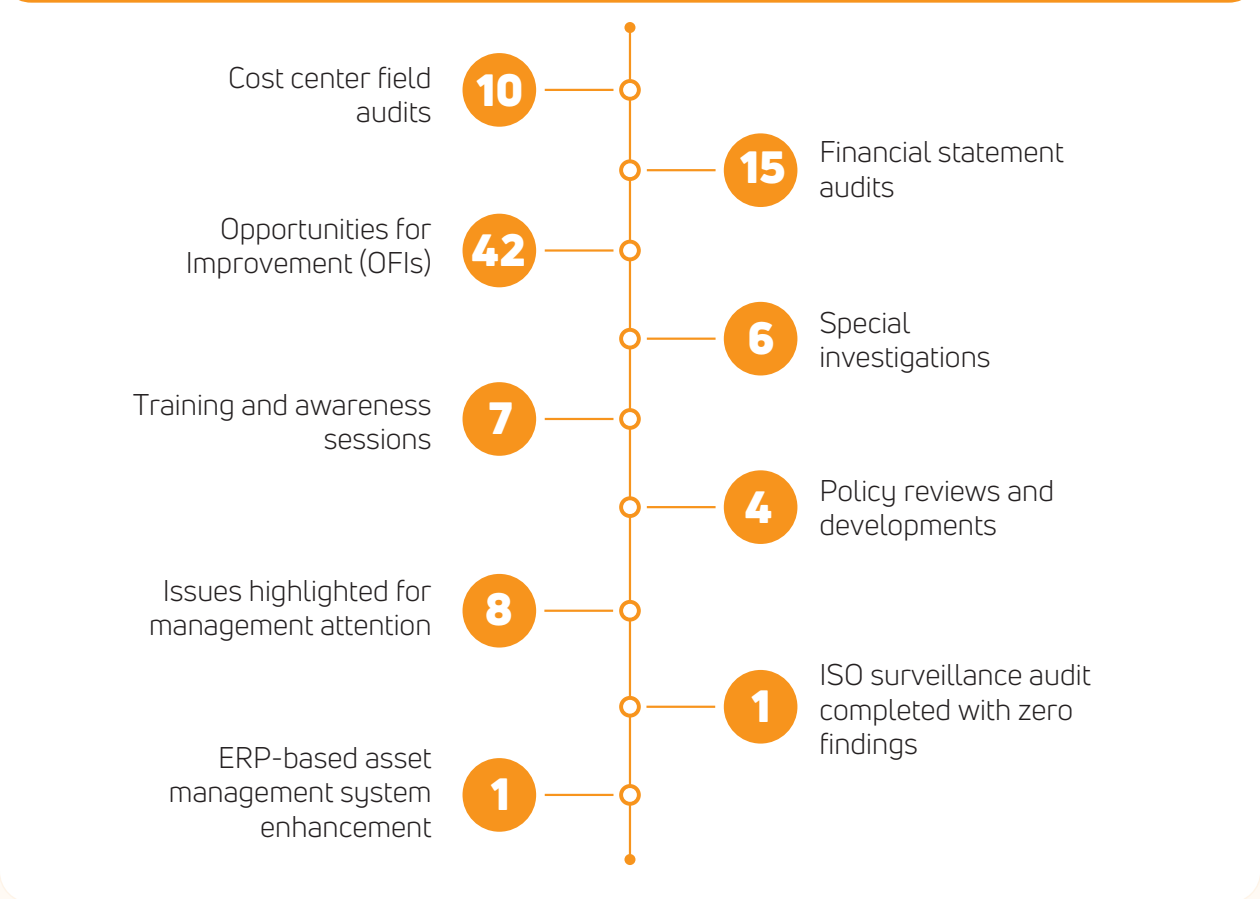 Cost center field
audits
10
15
Financial statement
audits
Opportunities for
Improvement (OFIs)
42
6
Special
investigations
Training and awareness
sessions
7
4
Policy reviews and
developments
Issues highlighted for
management attention
8
1
ISO surveillance audit
completed with zero
findings
ERP-based asset
management system
enhancement
1